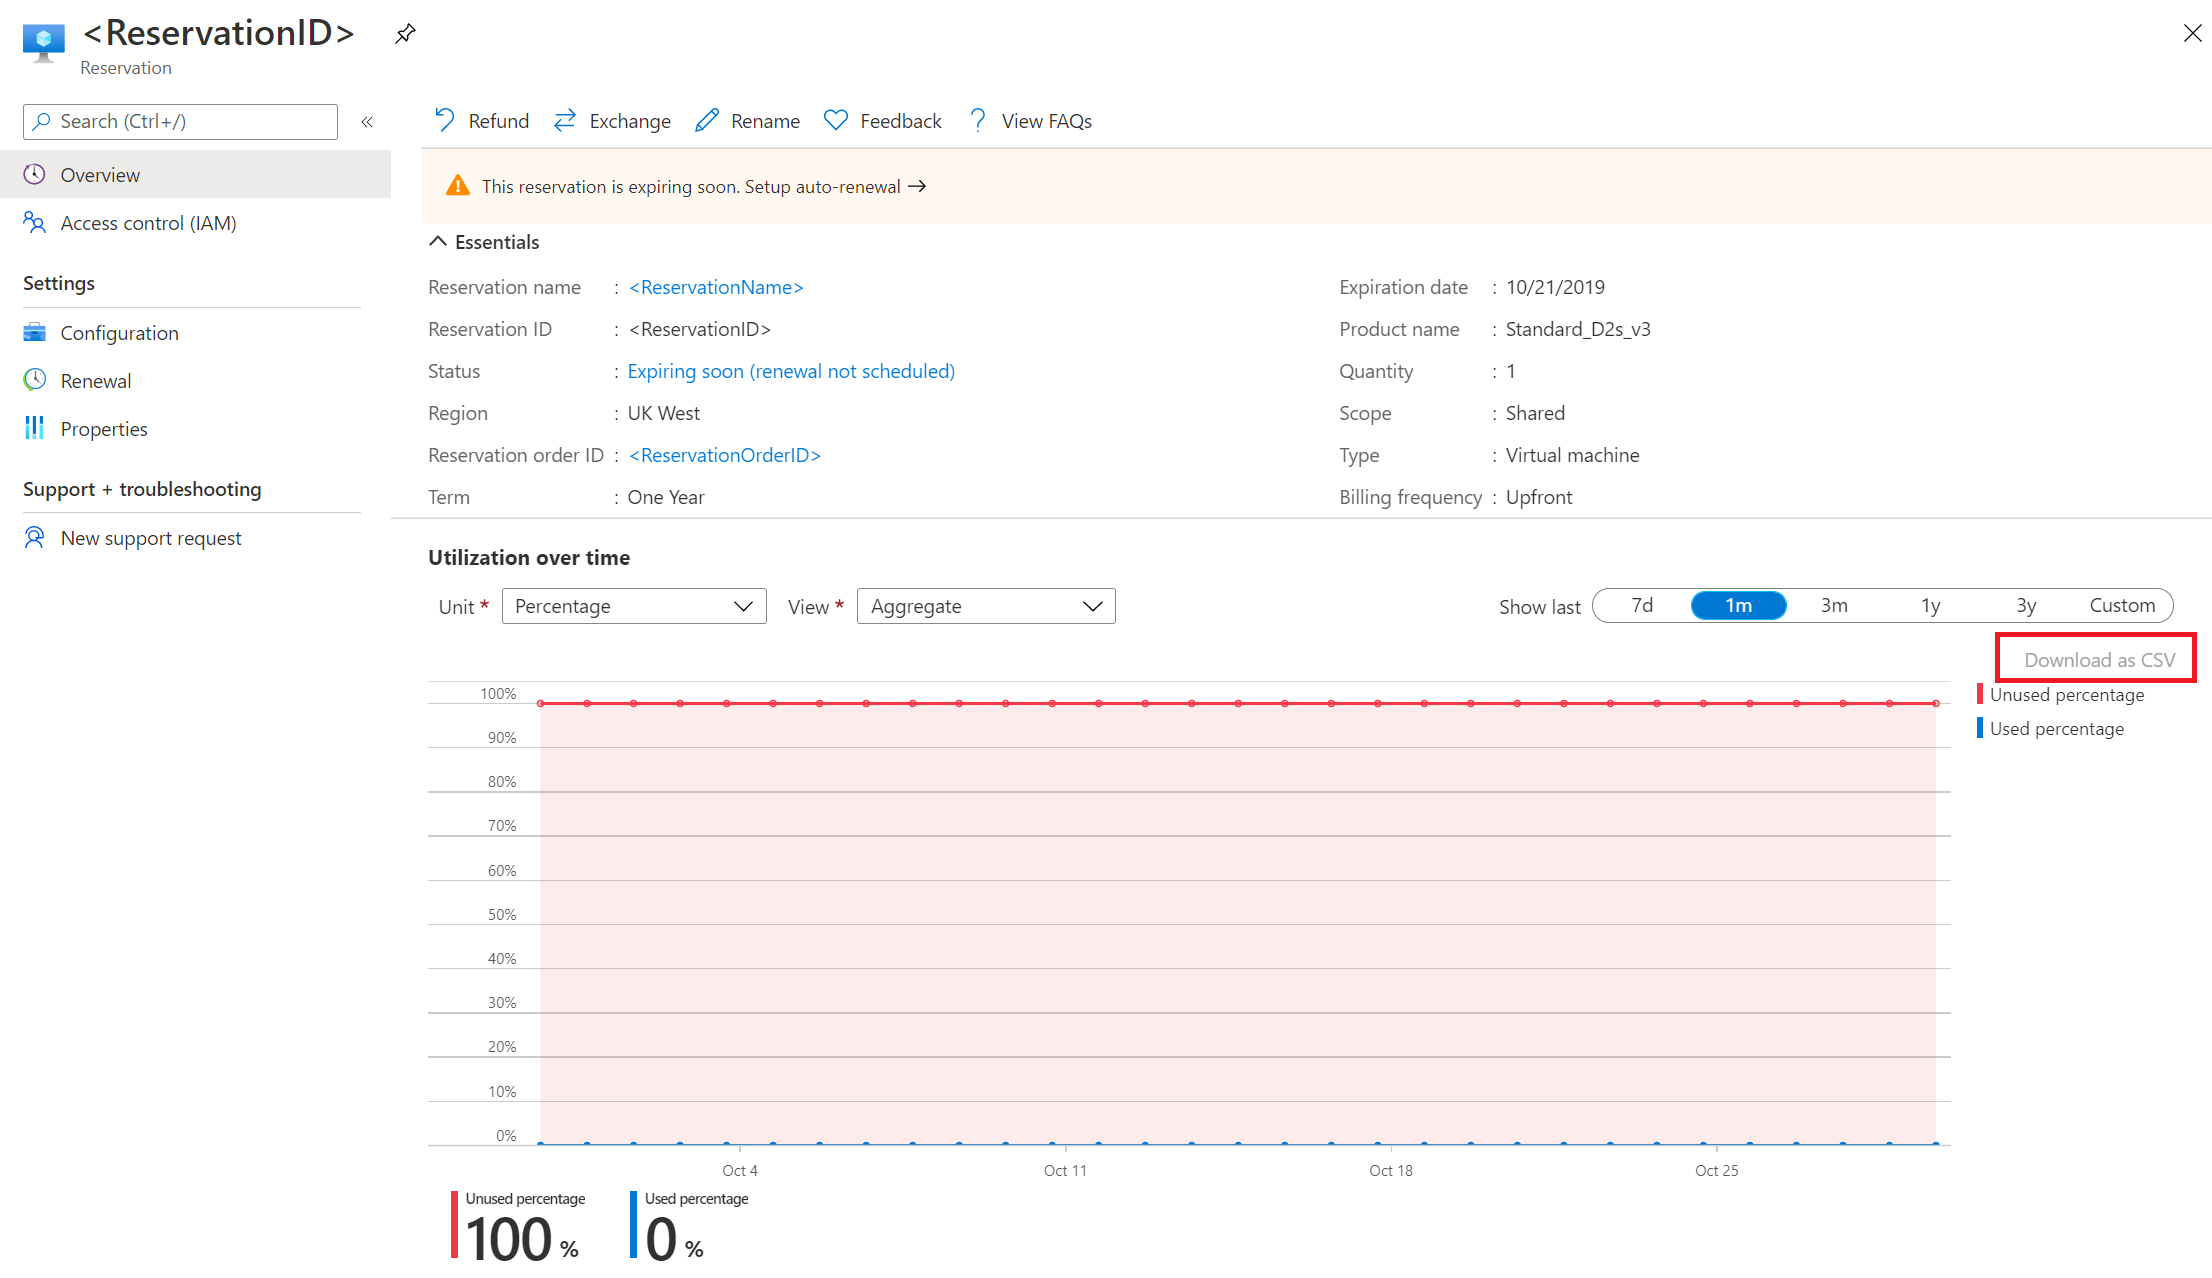 <ReservationID>
Reservation
Search (Ctrl+/)
«
Overview
Access control (IAM)
Settings
Configuration
Renewal
Properties
Support + troubleshooting
New support request
Refund
Exchange
Rename
Feedback
? View FAQs
This reservation is expiring soon. Setup auto-renewal →
Essentials
Reservation name : <ReservationName>
Reservation ID : <ReservationID>
Status : Expiring soon (renewal not scheduled)
Region : UK West
Reservation order ID : <ReservationOrderID>
Term : One Year
Expiration date : 10/21/2019
Product name : Standard_D2s_v3
Quantity : 1
Scope : Shared
Type : Virtual machine
Billing frequency : Upfront
Utilization over time
Unit * Percentage View * Aggregate
Show last 7d 1m 3m 1y 3y Custom
Download as CSV
Unused percentage
Used percentage
100%
90%
80%
70%
60%
50%
40%
30%
20%
10%
0%
Oct 4 Oct 11 Oct 18 Oct 25
Unused percentage
100 %
Used percentage
0 %